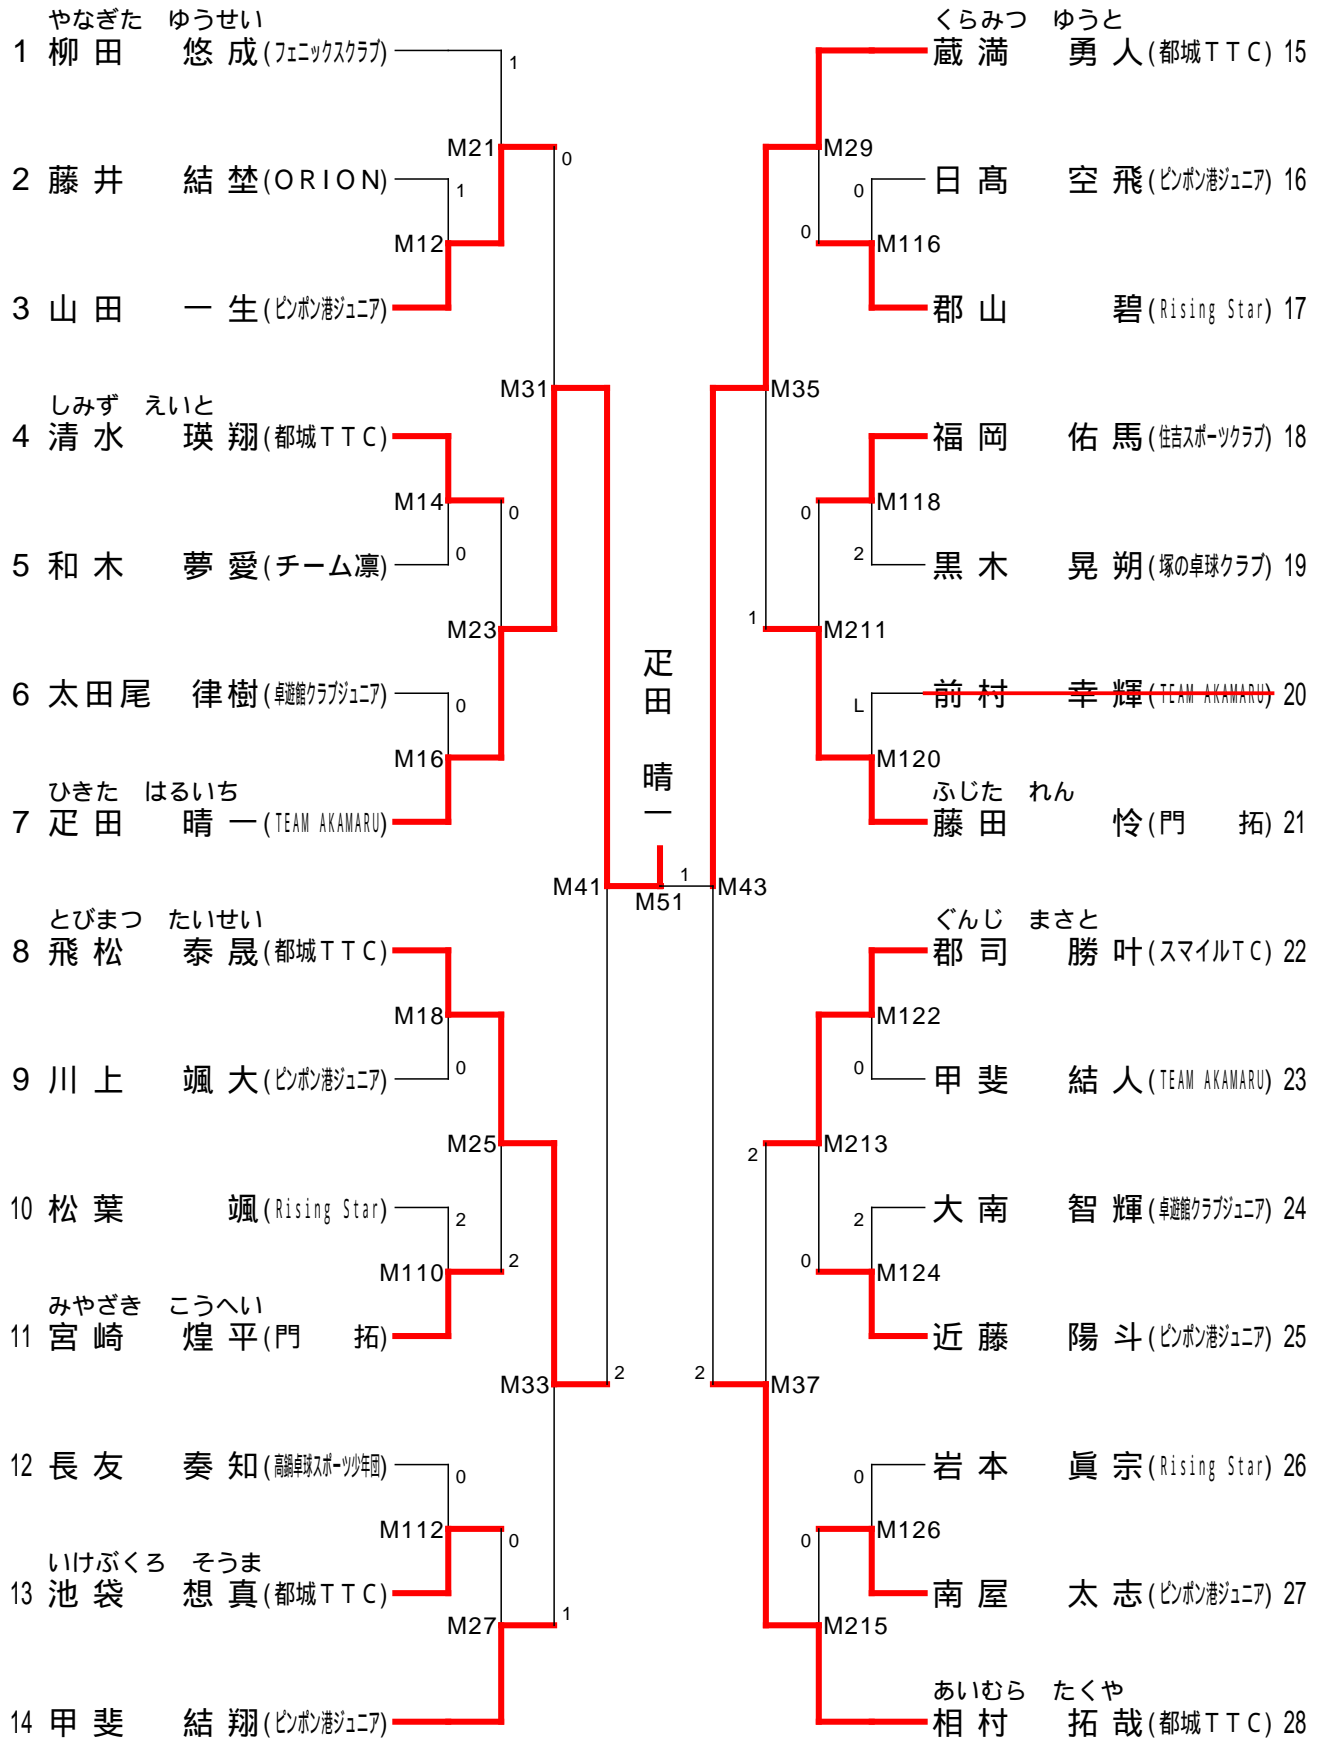 やなぎた ゆうせい
1 柳田 悠成(フェニックスクラブ)
1
M21
0
2 藤井 結埜(ORION)
1
M12
3 山田 一生(ピンポン港ジュニア)
M31
しみず えいと
4 清水 瑛翔(都城TTC)
M14
0
0
5 和木 夢愛(チーム凛)
M23
6 太田尾 律樹(卓遊館クラブジュニア)
0
M16
ひきた はるいち
7 疋田 晴一(TEAM AKAMARU)
M41
とびまつ たいせい
8 飛松 泰晟(都城TTC)
M18
0
9 川上 颯大(ピンポン港ジュニア)
M25
10 松葉 颯(Rising Star)
2
2
M110
みやざき こうへい
11 宮崎 煌平(門 拓)
M33
2
12 長友 奏知(高鍋卓球スポーツ少年団)
0
M112
0
いけぶくろ そうま
13 池袋 想真(都城TTC)
1
M27
14 甲斐 結翔(ピンポン港ジュニア)
疋田 晴一
1
M51
くらみつ ゆうと
蔵満 勇人(都城TTC) 15
M29
日髙 空飛(ピンポン港ジュニア) 16
0
0
M116
郡山 碧(Rising Star) 17
M35
福岡 佑馬(住吉スポーツクラブ) 18
M118
0
2
黒木 晃朔(塚の卓球クラブ) 19
1
M211
前村 幸輝(TEAM AKAMARU) 20
L
M120
ふじた れん
藤田 怜(門 拓) 21
M43
ぐんじ まさと
郡司 勝叶(スマイルTC) 22
M122
0
甲斐 結人(TEAM AKAMARU) 23
M213
2
大南 智輝(卓遊館クラブジュニア) 24
2
0
M124
近藤 陽斗(ピンポン港ジュニア) 25
2
M37
岩本 眞宗(Rising Star) 26
0
M126
0
南屋 太志(ピンポン港ジュニア) 27
M215
あいむら たくや
相村 拓哉(都城TTC) 28